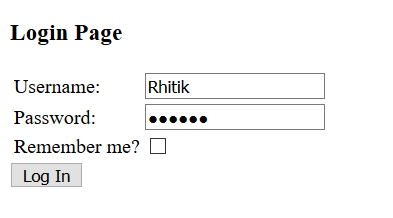 Login Page
Username: Rhitik
Password: ●●●●●●
Remember me?
Log In